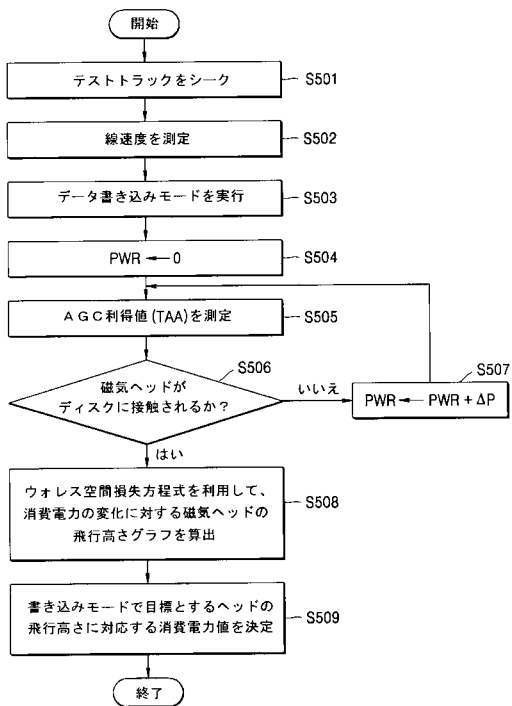 開始
テストトラックをシーク
S501
線速度を測定
S502
データ書き込みモードを実行
S503
PWR ← 0
S504
AGC利得値(TAA)を測定
S505
磁気ヘッドが
ディスクに接触されるか?
S506
いいえ
PWR ← PWR + ΔP
S507
はい
ウォレス空間損失方程式を利用して、
消費電力の変化に対する磁気ヘッドの
飛行高さグラフを算出
S508
書き込みモードで目標とするヘッドの
飛行高さに対応する消費電力値を決定
S509
終了